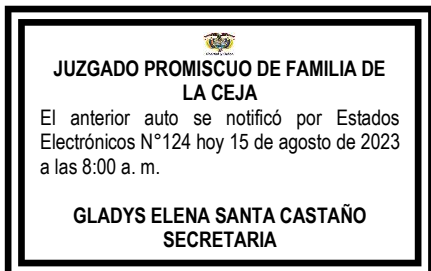 JUZGADO PROMISCUO DE FAMILIA DE
LA CEJA
El anterior auto se notificó por Estados
Electrónicos N°124 hoy 15 de agosto de 2023
a las 8:00 a. m.
GLADYS ELENA SANTA CASTAÑO
SECRETARIA